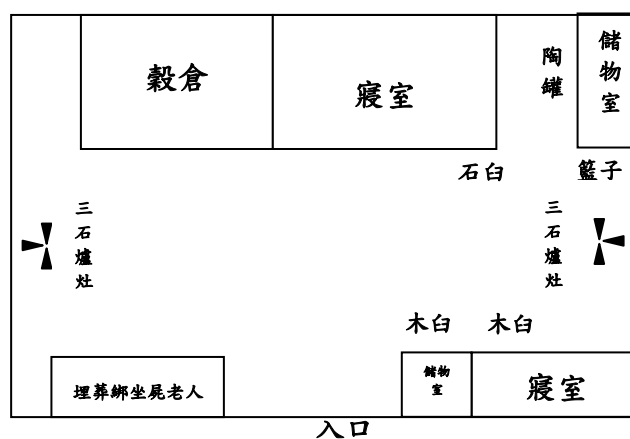 穀倉
寢室
陶罐
儲物室
石臼
籃子
三石爐灶
三石爐灶
木臼
木臼
埋葬綁坐屍老人
儲物
室
寢室
入口